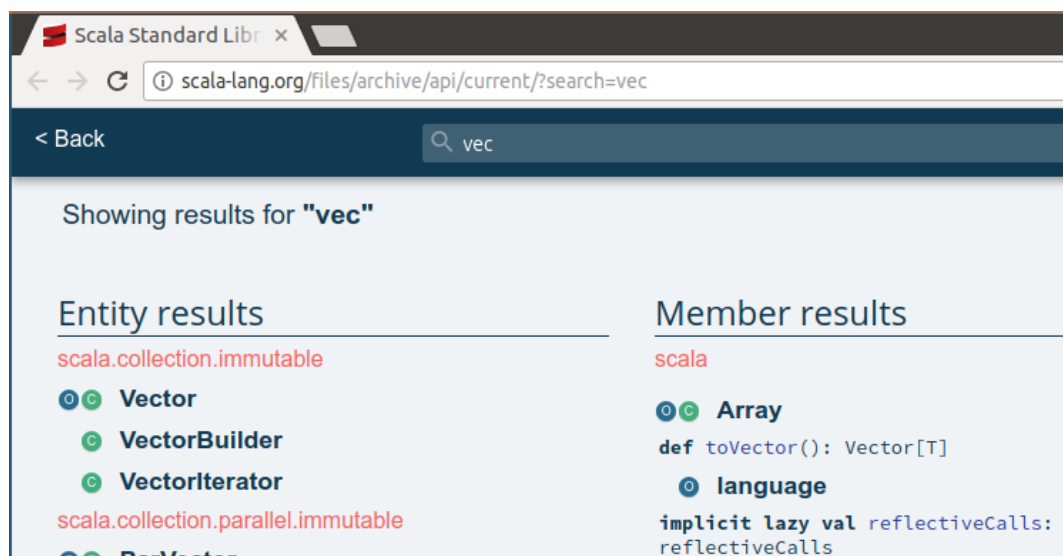 Scala Standard Libr
scala-lang.org/files/archive/api/current/?search=vec
< Back
vec
Showing results for "vec"
Entity results
scala.collection.immutable
O C Vector
C VectorBuilder
C VectorIterator
scala.collection.parallel.immutable
O C ParVector
Member results
scala
O C Array
def toVector(): Vector[T]
O language
implicit lazy val reflectiveCalls:
reflectiveCalls